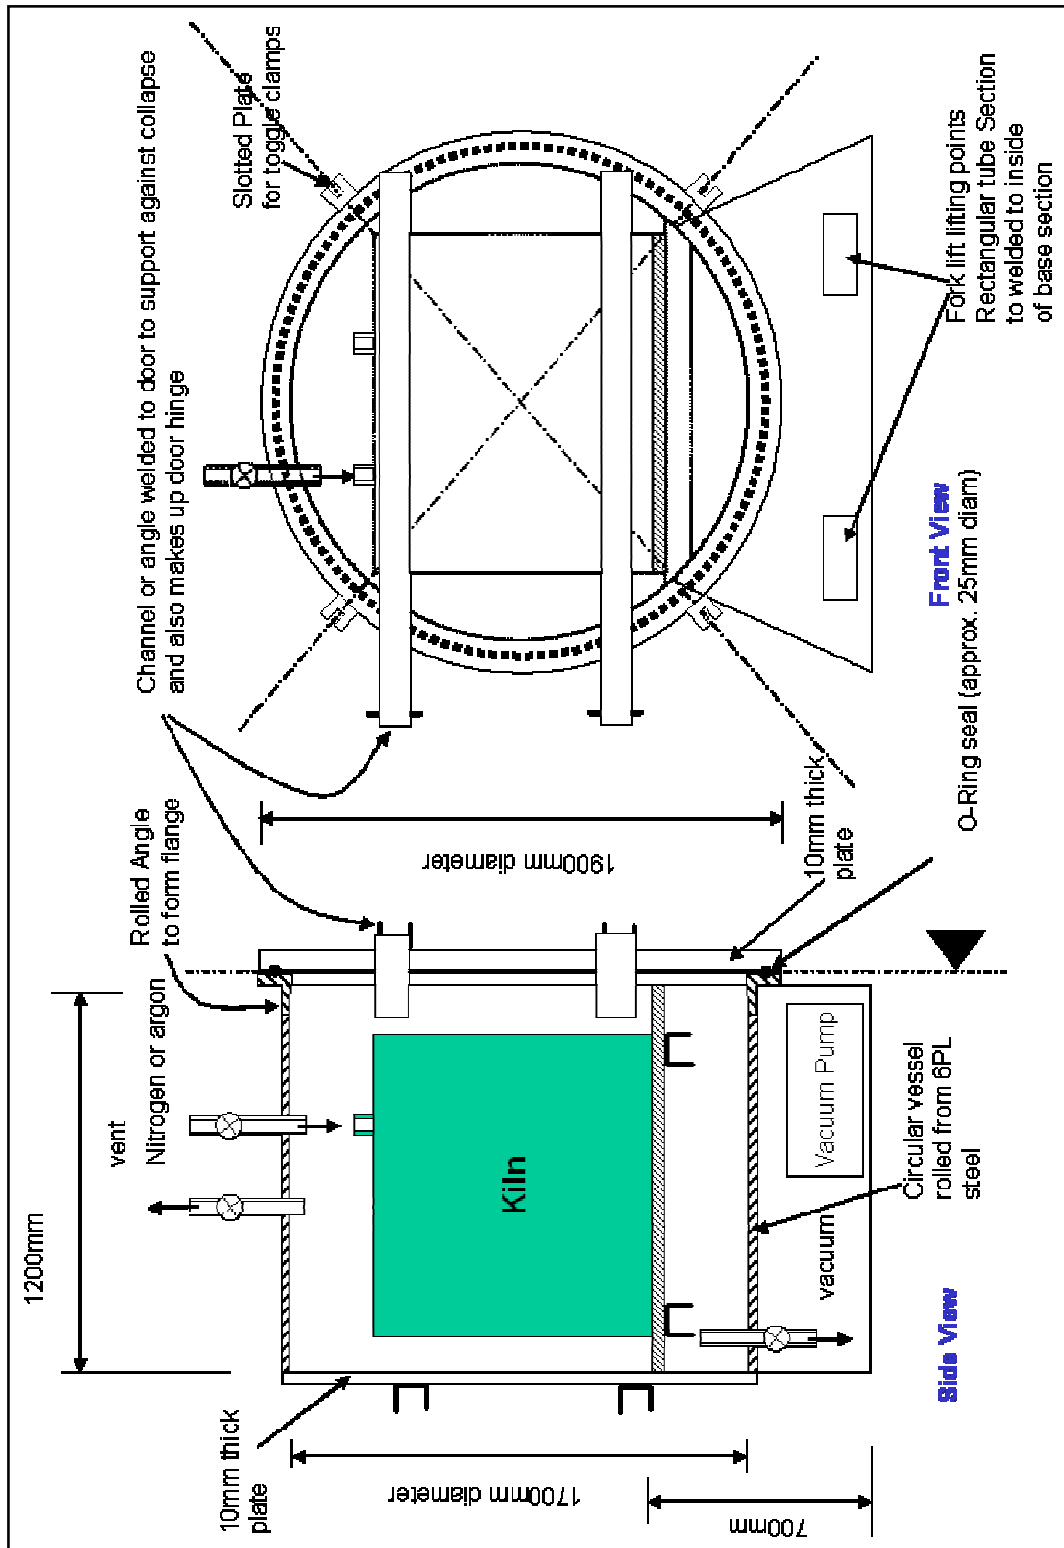 1200mm
vent
Nitrogen or argon
Rolled Angle
to form flange
Channel or angle welded to door to support against collapse
and also makes up door hinge
Slotted Plate
for toggle clamps
10mm thick
plate
1700mm diameter
700mm
Kiln
1900mm diameter
10mm thick
plate
Vacuum Pump
vacuum
Circular vessel
rolled from 6PL
steel
O-Ring seal (approx. 25mm diam)
Fork lift lifting points
Rectangular tube Section
to welded to inside
of base section
Side View
Front View